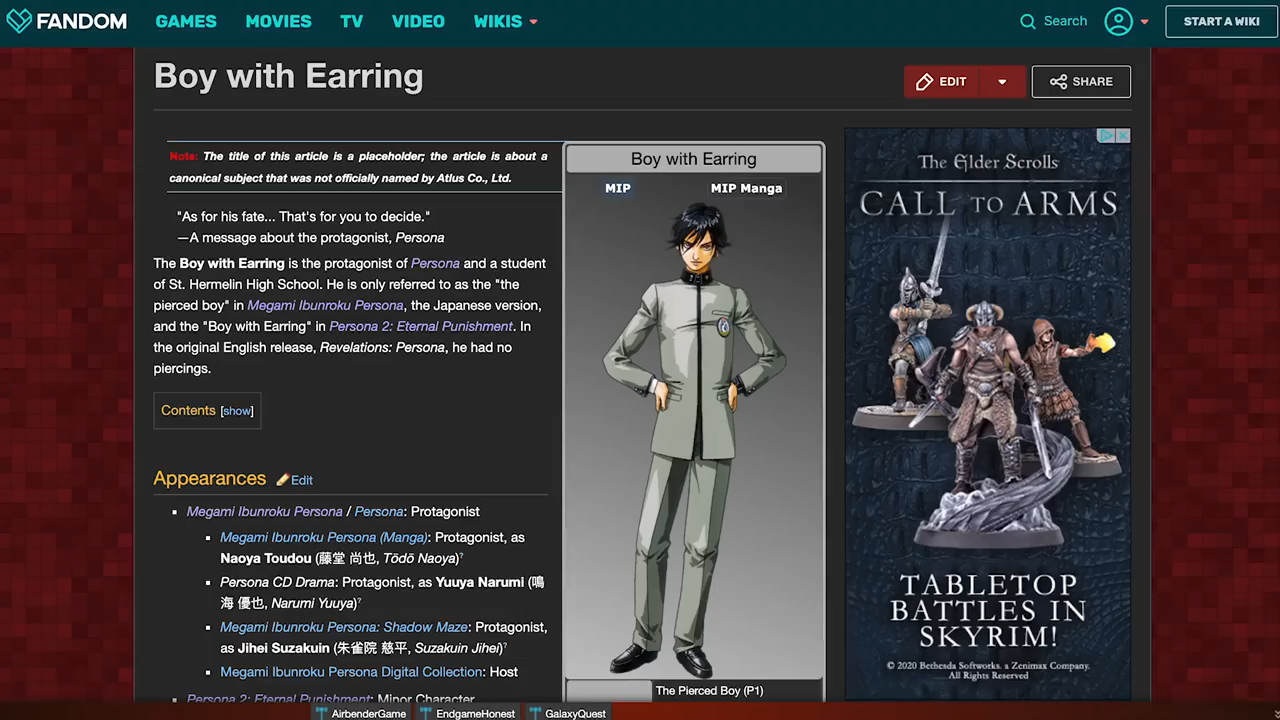 FANDOM
GAMES MOVIES TV VIDEO WIKIS
Search
START A WIKI
Boy with Earring
EDIT
SHARE
Note: The title of this article is a placeholder; the article is about a
canonical subject that was not officially named by Atlus Co., Ltd.
"As for his fate... That's for you to decide."
—A message about the protagonist, Persona
The Boy with Earring is the protagonist of Persona and a student
of St. Hermelin High School. He is only referred to as the "the
pierced boy" in Megami Ibunroku Persona, the Japanese version,
and the "Boy with Earring" in Persona 2: Eternal Punishment. In
the original English release, Revelations: Persona, he had no
piercings.
Contents [show]
Appearances Edit
Megami Ibunroku Persona / Persona: Protagonist
Megami Ibunroku Persona (Manga): Protagonist, as
Naoya Toudou (藤堂 尚也, Tōdō Naoya)?
Persona CD Drama: Protagonist, as Yuuya Narumi (鳴
海 優也, Narumi Yuuya)?
Megami Ibunroku Persona: Shadow Maze: Protagonist,
as Jihei Suzakuin (朱雀院 慈平, Suzakuin Jihei)?
Megami Ibunroku Persona Digital Collection: Host
Persona 2: Eternal Punishment: Minor Character
Boy with Earring
MIP MIP Manga
The Pierced Boy (P1)
The Elder Scrolls
CALL TO ARMS
TABLETOP
BATTLES IN
SKYRIM!
© 2020 Bethesda Softworks. a Zenimax Company.
All Rights Reserved
AirbenderGame EndgameHonest GalaxyQuest